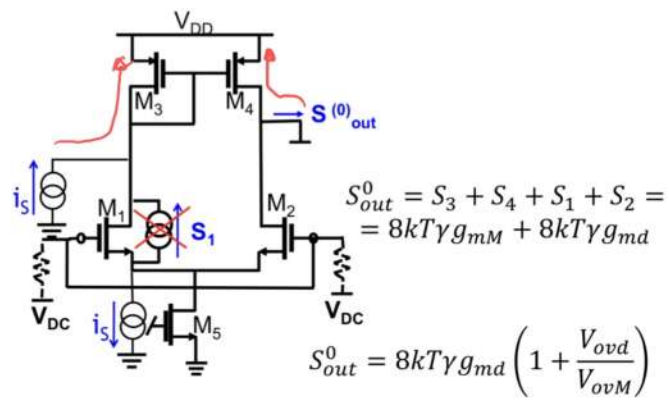 V_DD
M_3
M_4
S^(0)_out
i_S
M_1
S_1
M_2
S^0_out = S_3 + S_4 + S_1 + S_2 =
= 8kTγg_mM + 8kTγg_md
V_DC
i_S
M_5
V_DC
S^0_out = 8kTγg_md (1 + V_ovd / V_ovM)